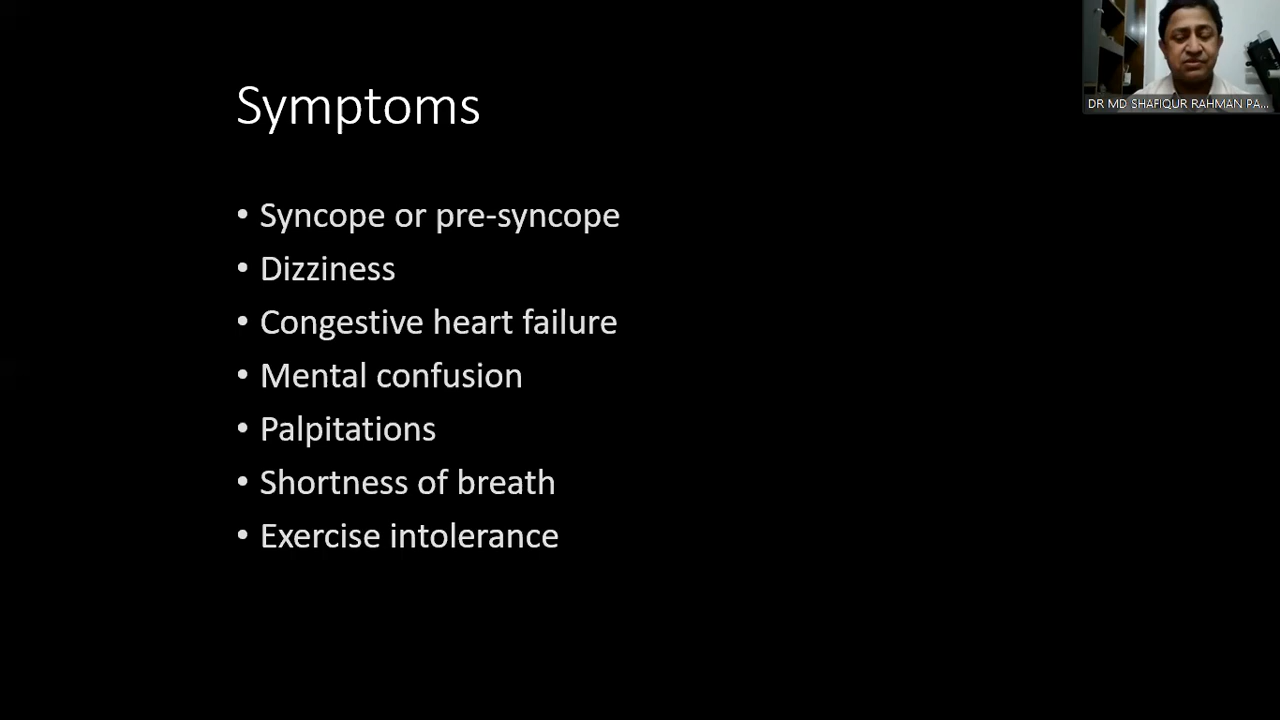 DR MD SHAFIQUR RAHMAN PA...
Symptoms
• Syncope or pre-syncope
• Dizziness
• Congestive heart failure
• Mental confusion
• Palpitations
• Shortness of breath
• Exercise intolerance